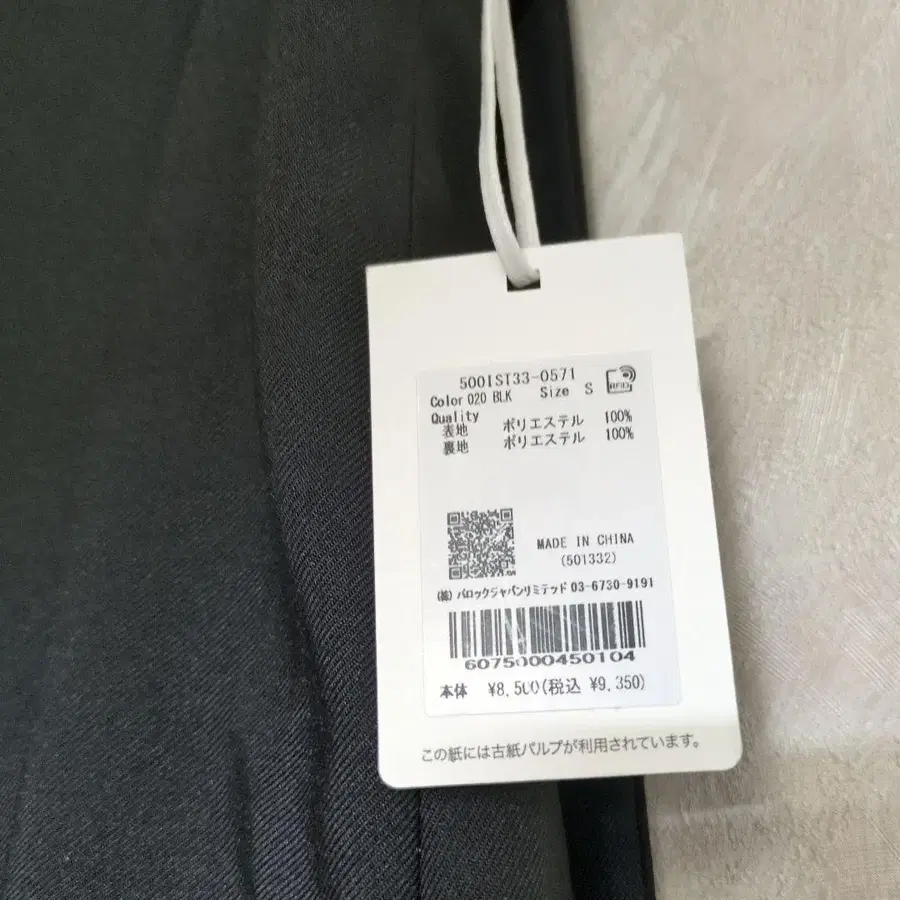 500IST33-0571
Color 020 BLK Size S
RFID
Quality
表地 ポリエステル 100%
裏地 ポリエステル 100%
MADE IN CHINA
(501332)
(株) バロックジャパンリミテッド 03-6730-9191
6075000450104
本体 ¥8,500(税込 ¥9,350)
この紙には古紙パルプが利用されています。